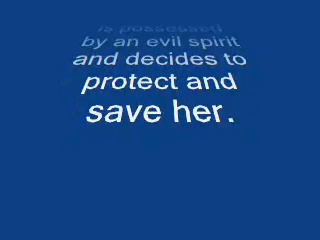 is possessed
by an evil spirit
and decides to
protect and
save her.